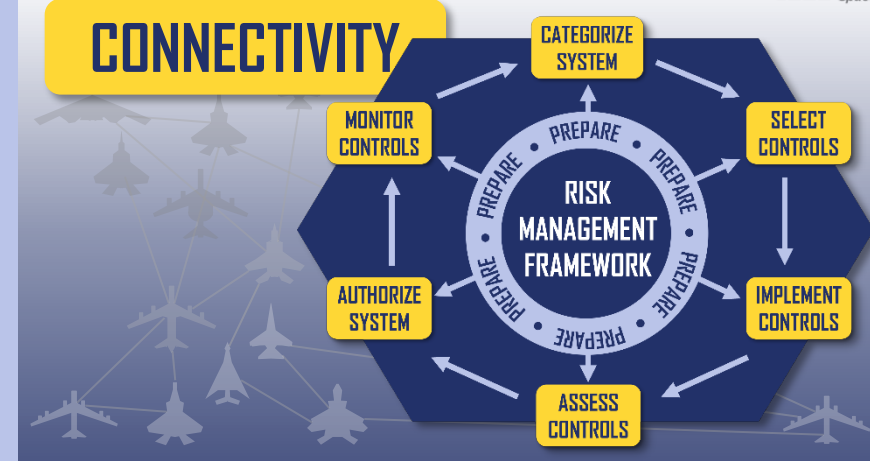 CONNECTIVITY
CATEGORIZE
SYSTEM
SELECT
CONTROLS
IMPLEMENT
CONTROLS
ASSESS
CONTROLS
AUTHORIZE
SYSTEM
MONITOR
CONTROLS
PREPARE • PREPARE • PREPARE • PREPARE • PREPARE • PREPARE •
RISK
MANAGEMENT
FRAMEWORK